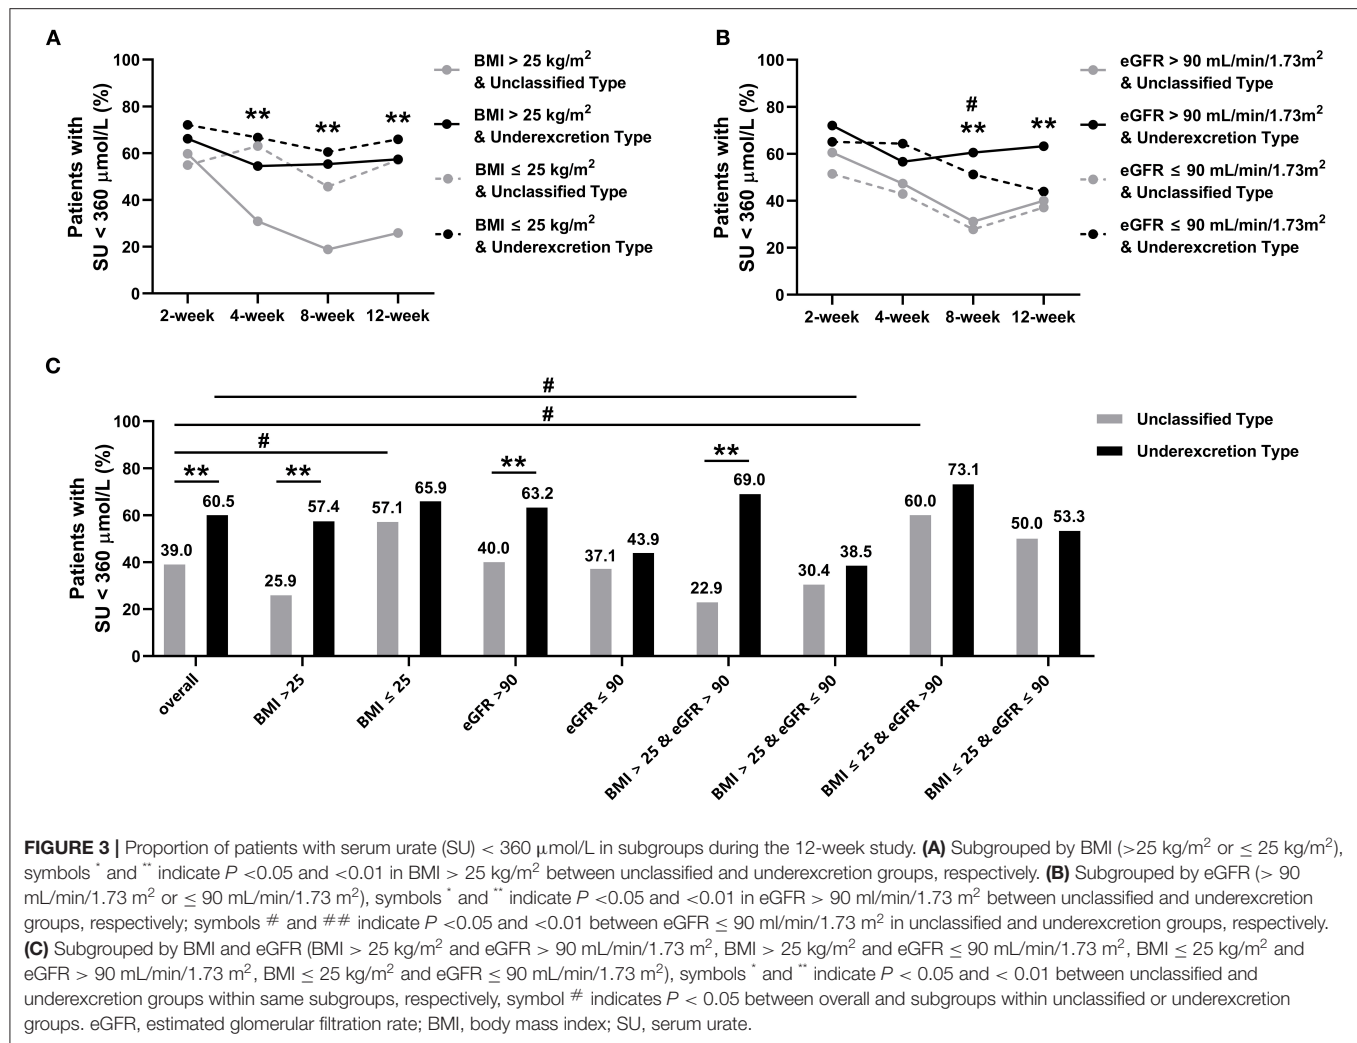 A
Patients with
SU < 360 μmol/L (%)
100
80
60
40
20
0
** ** **
2-week 4-week 8-week 12-week
BMI > 25 kg/m²
& Unclassified Type
BMI > 25 kg/m²
& Underexcretion Type
BMI ≤ 25 kg/m²
& Unclassified Type
BMI ≤ 25 kg/m²
& Underexcretion Type
B
Patients with
SU < 360 μmol/L (%)
100
80
60
40
20
0
#
** **
2-week 4-week 8-week 12-week
eGFR > 90 mL/min/1.73m²
& Unclassified Type
eGFR > 90 mL/min/1.73m²
& Underexcretion Type
eGFR ≤ 90 mL/min/1.73m²
& Unclassified Type
eGFR ≤ 90 mL/min/1.73m²
& Underexcretion Type
C
Patients with
SU < 360 μmol/L (%)
100
80
60
40
20
0
#
#
#
** ** ** **
39.0 60.5 25.9 57.4 57.1 65.9 40.0 63.2 37.1 43.9 22.9 69.0 30.4 38.5 60.0 73.1 50.0 53.3
overall
BMI >25
BMI ≤ 25
eGFR >90
eGFR ≤ 90
BMI > 25 & eGFR > 90
BMI > 25 & eGFR ≤ 90
BMI ≤ 25 & eGFR >90
BMI ≤ 25 & eGFR ≤ 90
Unclassified Type
Underexcretion Type
FIGURE 3 | Proportion of patients with serum urate (SU) < 360 μmol/L in subgroups during the 12-week study. (A) Subgrouped by BMI (>25 kg/m² or ≤ 25 kg/m²),
symbols * and ** indicate P <0.05 and <0.01 in BMI > 25 kg/m² between unclassified and underexcretion groups, respectively. (B) Subgrouped by eGFR (> 90
mL/min/1.73 m² or ≤ 90 mL/min/1.73 m²), symbols * and ** indicate P <0.05 and <0.01 in eGFR > 90 ml/min/1.73 m² between unclassified and underexcretion
groups, respectively; symbols # and ## indicate P <0.05 and <0.01 between eGFR ≤ 90 ml/min/1.73 m² in unclassified and underexcretion groups, respectively.
(C) Subgrouped by BMI and eGFR (BMI > 25 kg/m² and eGFR > 90 mL/min/1.73 m², BMI > 25 kg/m² and eGFR ≤ 90 mL/min/1.73 m², BMI ≤ 25 kg/m² and
eGFR > 90 mL/min/1.73 m², BMI ≤ 25 kg/m² and eGFR ≤ 90 mL/min/1.73 m²), symbols * and ** indicate P < 0.05 and < 0.01 between unclassified and
underexcretion groups within same subgroups, respectively, symbol # indicates P < 0.05 between overall and subgroups within unclassified or underexcretion
groups. eGFR, estimated glomerular filtration rate; BMI, body mass index; SU, serum urate.